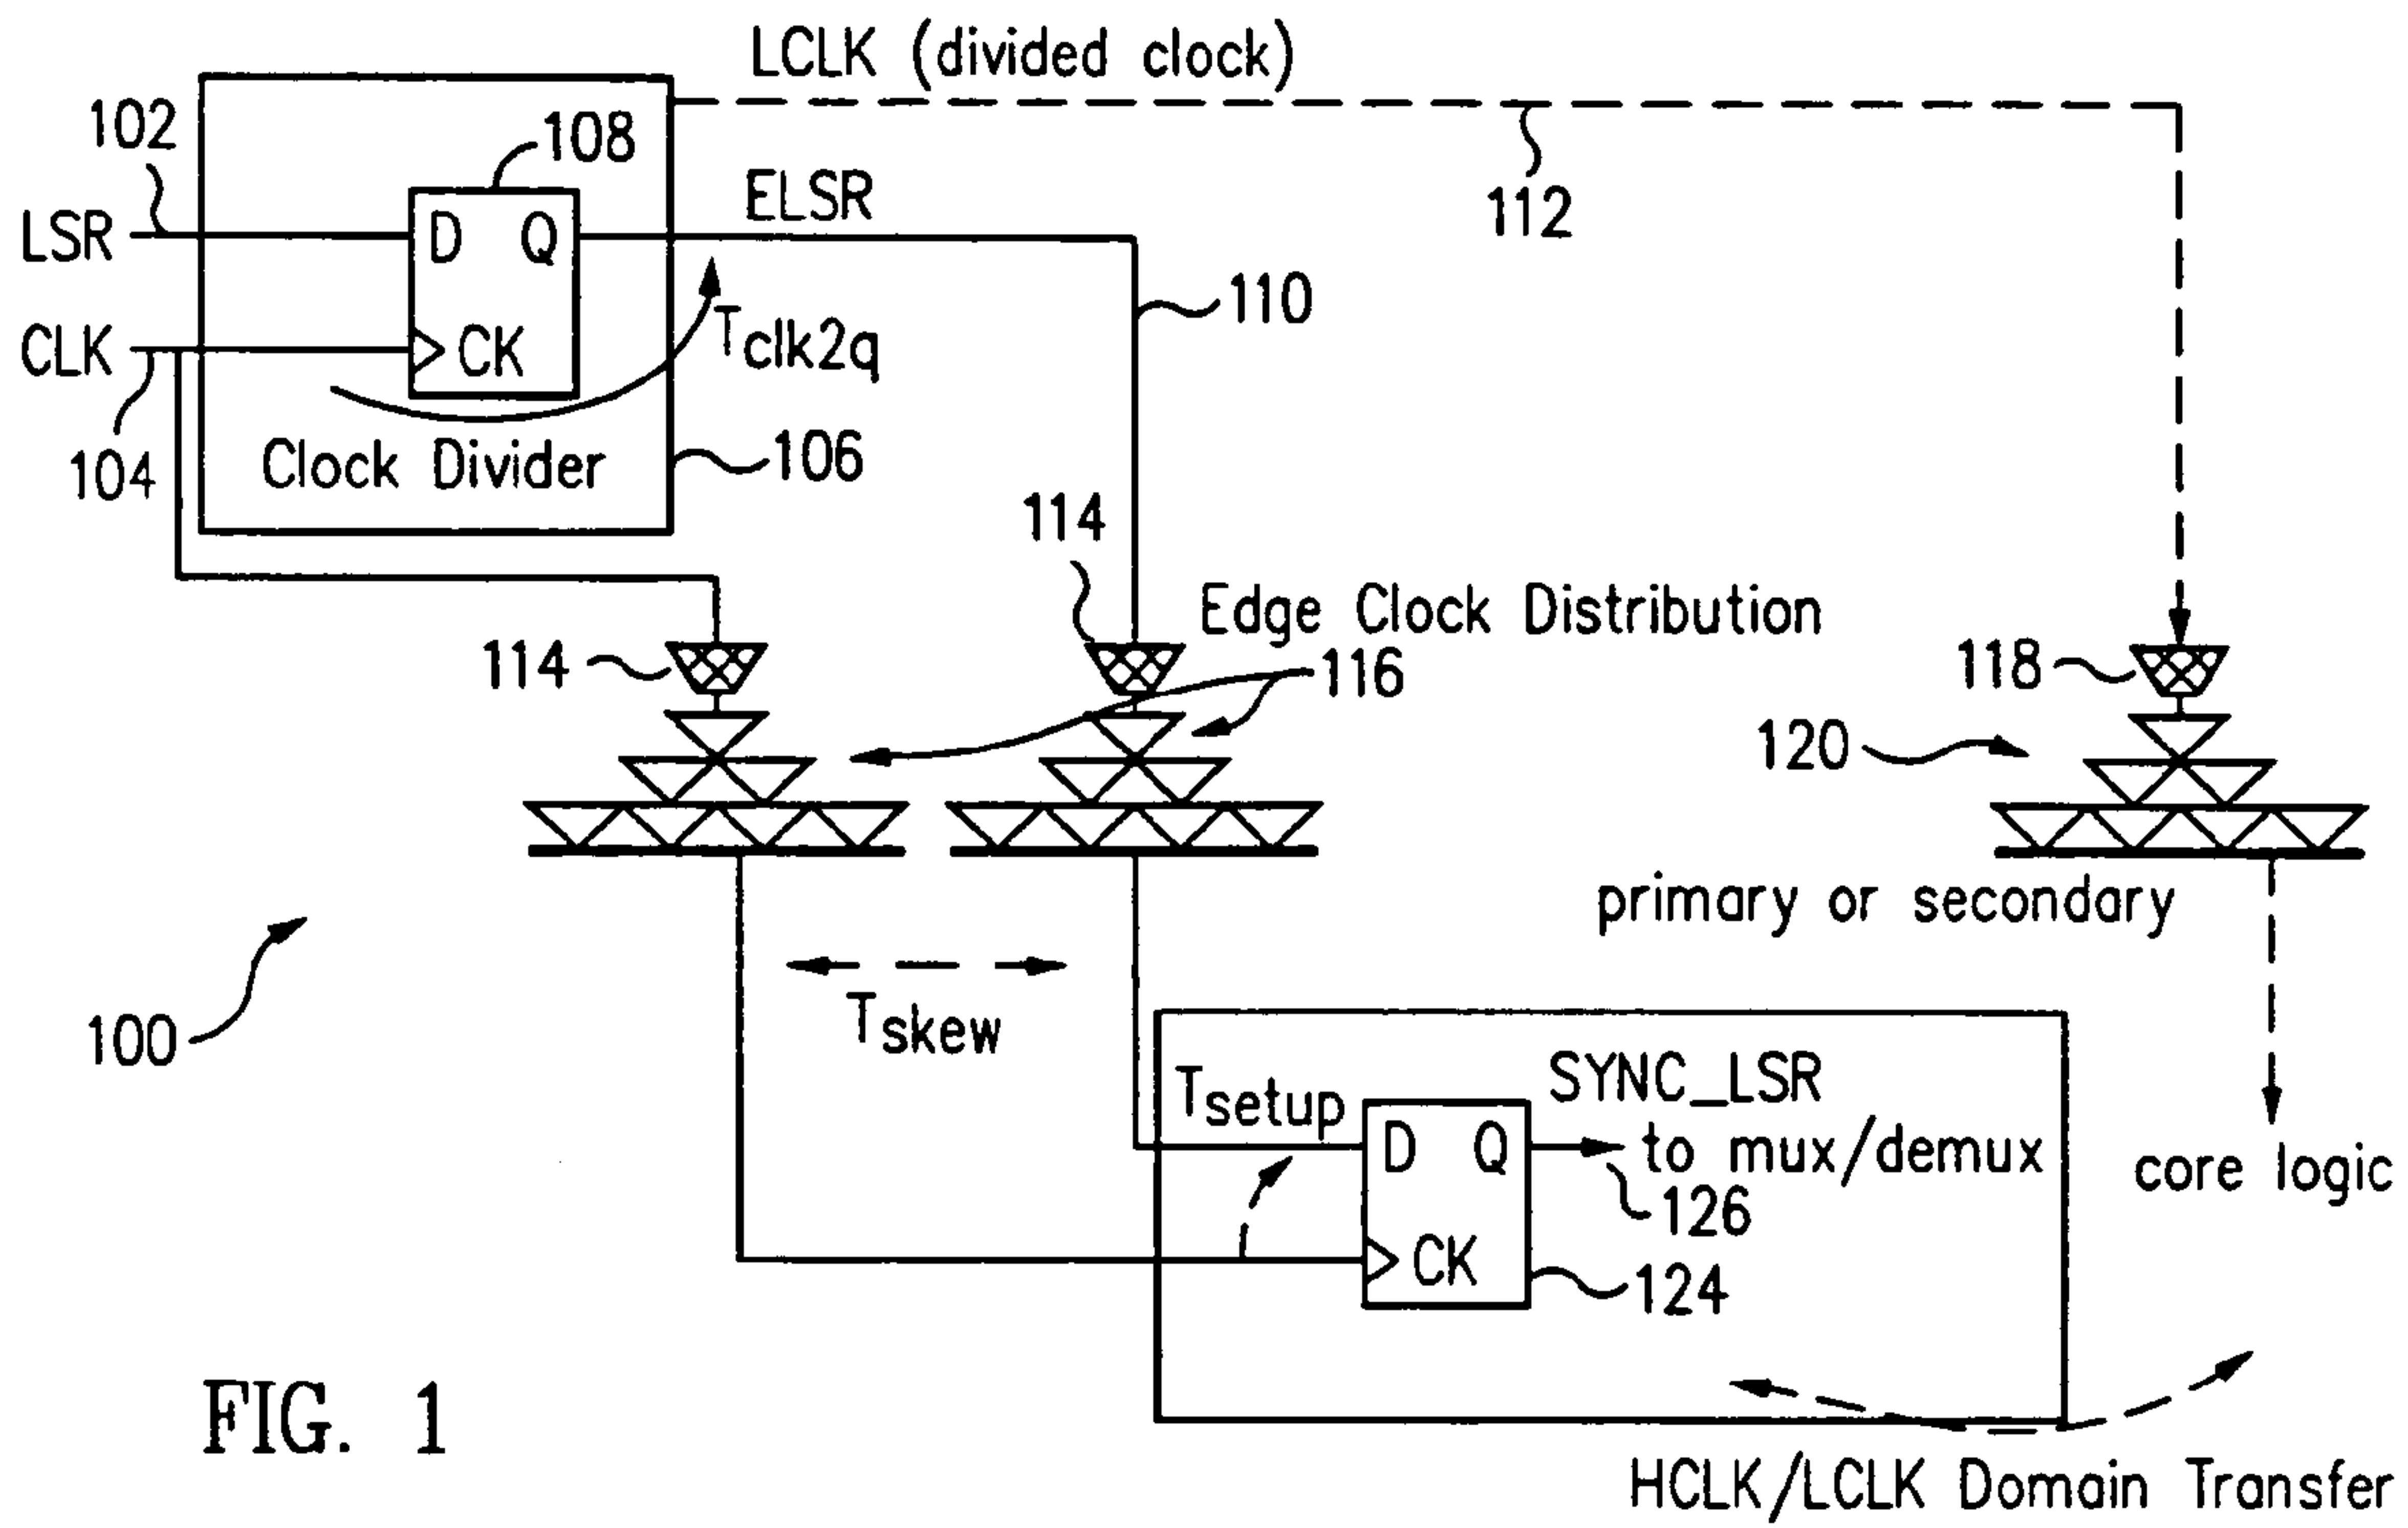 LCLK (divided clock)
102
108
LSR
D Q
ELSR
112
CLK
CK
Tclk2q
110
104
Clock Divider
106
114
Edge Clock Distribution
114
116
118
120
primary or secondary
100
Tskew
Tsetup
SYNC_LSR
D Q
to mux/demux
126
core logic
CK
124
FIG. 1
HCLK/LCLK Domain Transfer